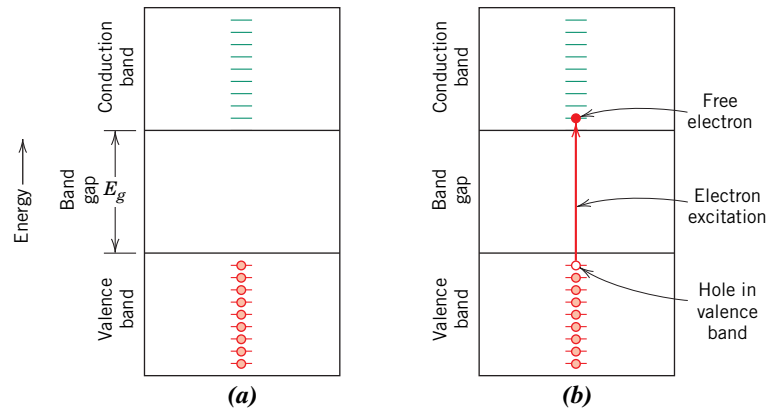 Energy
Conduction
band
Band
gap
E_g
Valence
band
(a)
Conduction
band
Band
gap
Valence
band
Free
electron
Electron
excitation
Hole in
valence
band
(b)